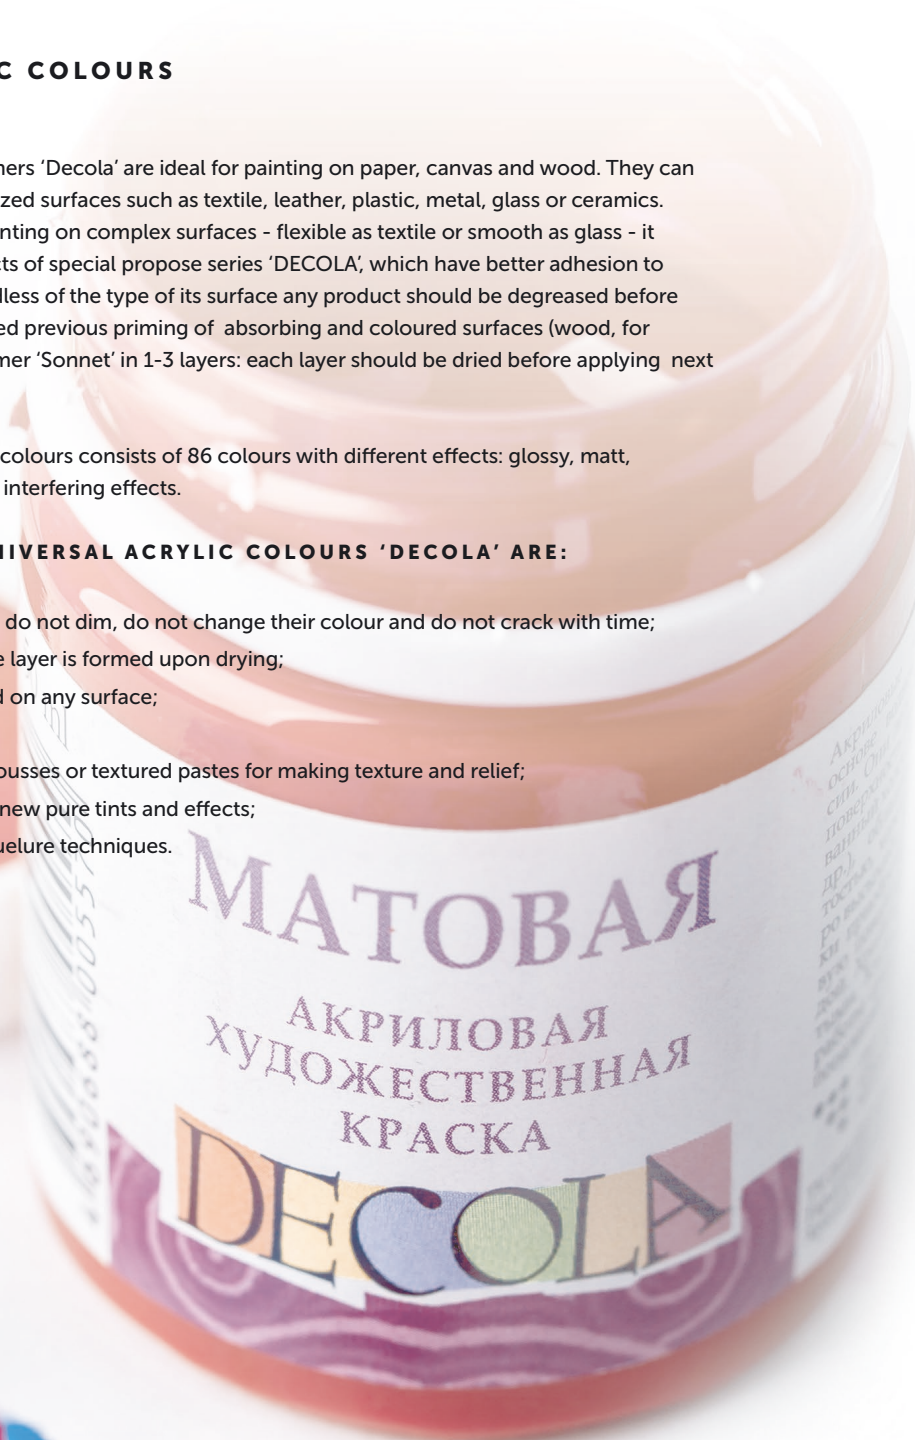 C COLOURS
ners ‘Decola’ are ideal for painting on paper, canvas and wood. They can
zed surfaces such as textile, leather, plastic, metal, glass or ceramics.
nting on complex surfaces - flexible as textile or smooth as glass - it
cts of special propose series ‘DECOLA’, which have better adhesion to
dless of the type of its surface any product should be degreased before
ed previous priming of absorbing and coloured surfaces (wood, for
mer ‘Sonnet’ in 1-3 layers: each layer should be dried before applying next
colours consists of 86 colours with different effects: glossy, matt,
interfering effects.
NIVERSAL ACRYLIC COLOURS ‘DECOLA’ ARE:
do not dim, do not change their colour and do not crack with time;
e layer is formed upon drying;
d on any surface;
ousses or textured pastes for making texture and relief;
new pure tints and effects;
uelure techniques.
МАТОВАЯ
АКРИЛОВАЯ
ХУДОЖЕСТВЕННАЯ
КРАСКА
DECOLA